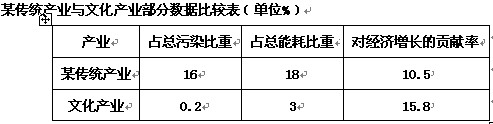 某传统产业与文化产业部分数据比较表（单位%）
产业 占总污染比重 占总能耗比重 对经济增长的贡献率
某传统产业 16 18 10.5
文化产业 0.2 3 15.8